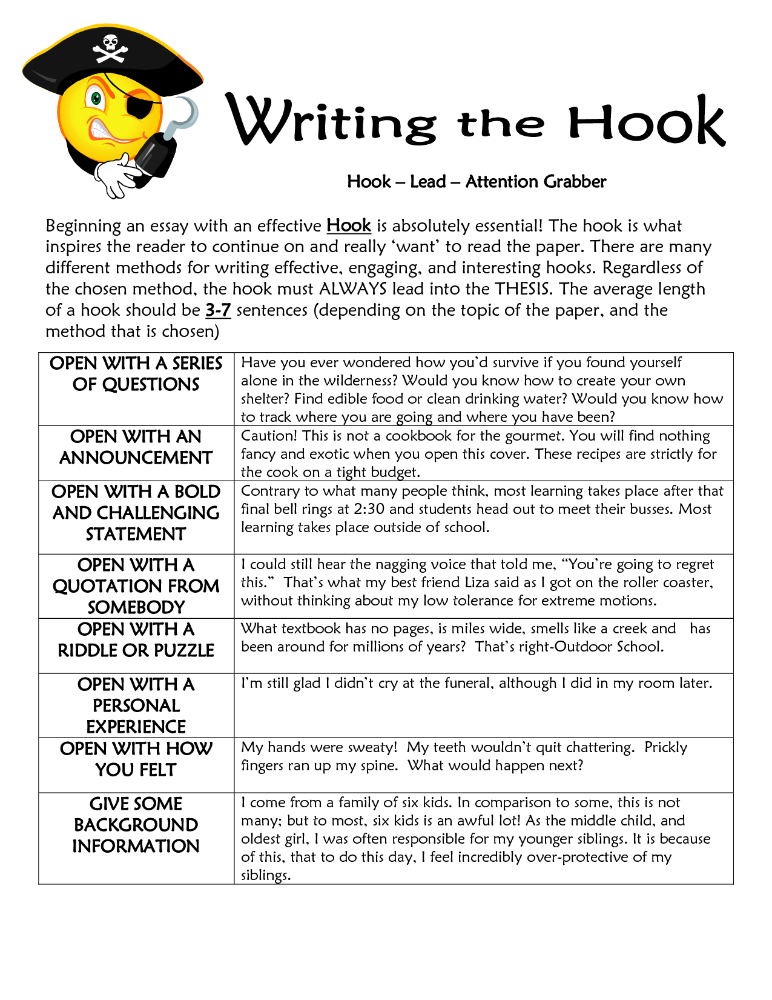 Writing the Hook
Hook – Lead – Attention Grabber
Beginning an essay with an effective Hook is absolutely essential! The hook is what
inspires the reader to continue on and really ‘want’ to read the paper. There are many
different methods for writing effective, engaging, and interesting hooks. Regardless of
the chosen method, the hook must ALWAYS lead into the THESIS. The average length
of a hook should be 3-7 sentences (depending on the topic of the paper, and the
method that is chosen)
OPEN WITH A SERIES
OF QUESTIONS
Have you ever wondered how you’d survive if you found yourself
alone in the wilderness? Would you know how to create your own
shelter? Find edible food or clean drinking water? Would you know how
to track where you are going and where you have been?
OPEN WITH AN
ANNOUNCEMENT
Caution! This is not a cookbook for the gourmet. You will find nothing
fancy and exotic when you open this cover. These recipes are strictly for
the cook on a tight budget.
OPEN WITH A BOLD
AND CHALLENGING
STATEMENT
Contrary to what many people think, most learning takes place after that
final bell rings at 2:30 and students head out to meet their busses. Most
learning takes place outside of school.
OPEN WITH A
QUOTATION FROM
SOMEBODY
I could still hear the nagging voice that told me, “You’re going to regret
this.”  That’s what my best friend Liza said as I got on the roller coaster,
without thinking about my low tolerance for extreme motions.
OPEN WITH A
RIDDLE OR PUZZLE
What textbook has no pages, is miles wide, smells like a creek and   has
been around for millions of years?  That’s right-Outdoor School.
OPEN WITH A
PERSONAL
EXPERIENCE
I’m still glad I didn’t cry at the funeral, although I did in my room later.
OPEN WITH HOW
YOU FELT
My hands were sweaty!  My teeth wouldn’t quit chattering.  Prickly
fingers ran up my spine.  What would happen next?
GIVE SOME
BACKGROUND
INFORMATION
I come from a family of six kids. In comparison to some, this is not
many; but to most, six kids is an awful lot! As the middle child, and
oldest girl, I was often responsible for my younger siblings. It is because
of this, that to do this day, I feel incredibly over-protective of my
siblings.